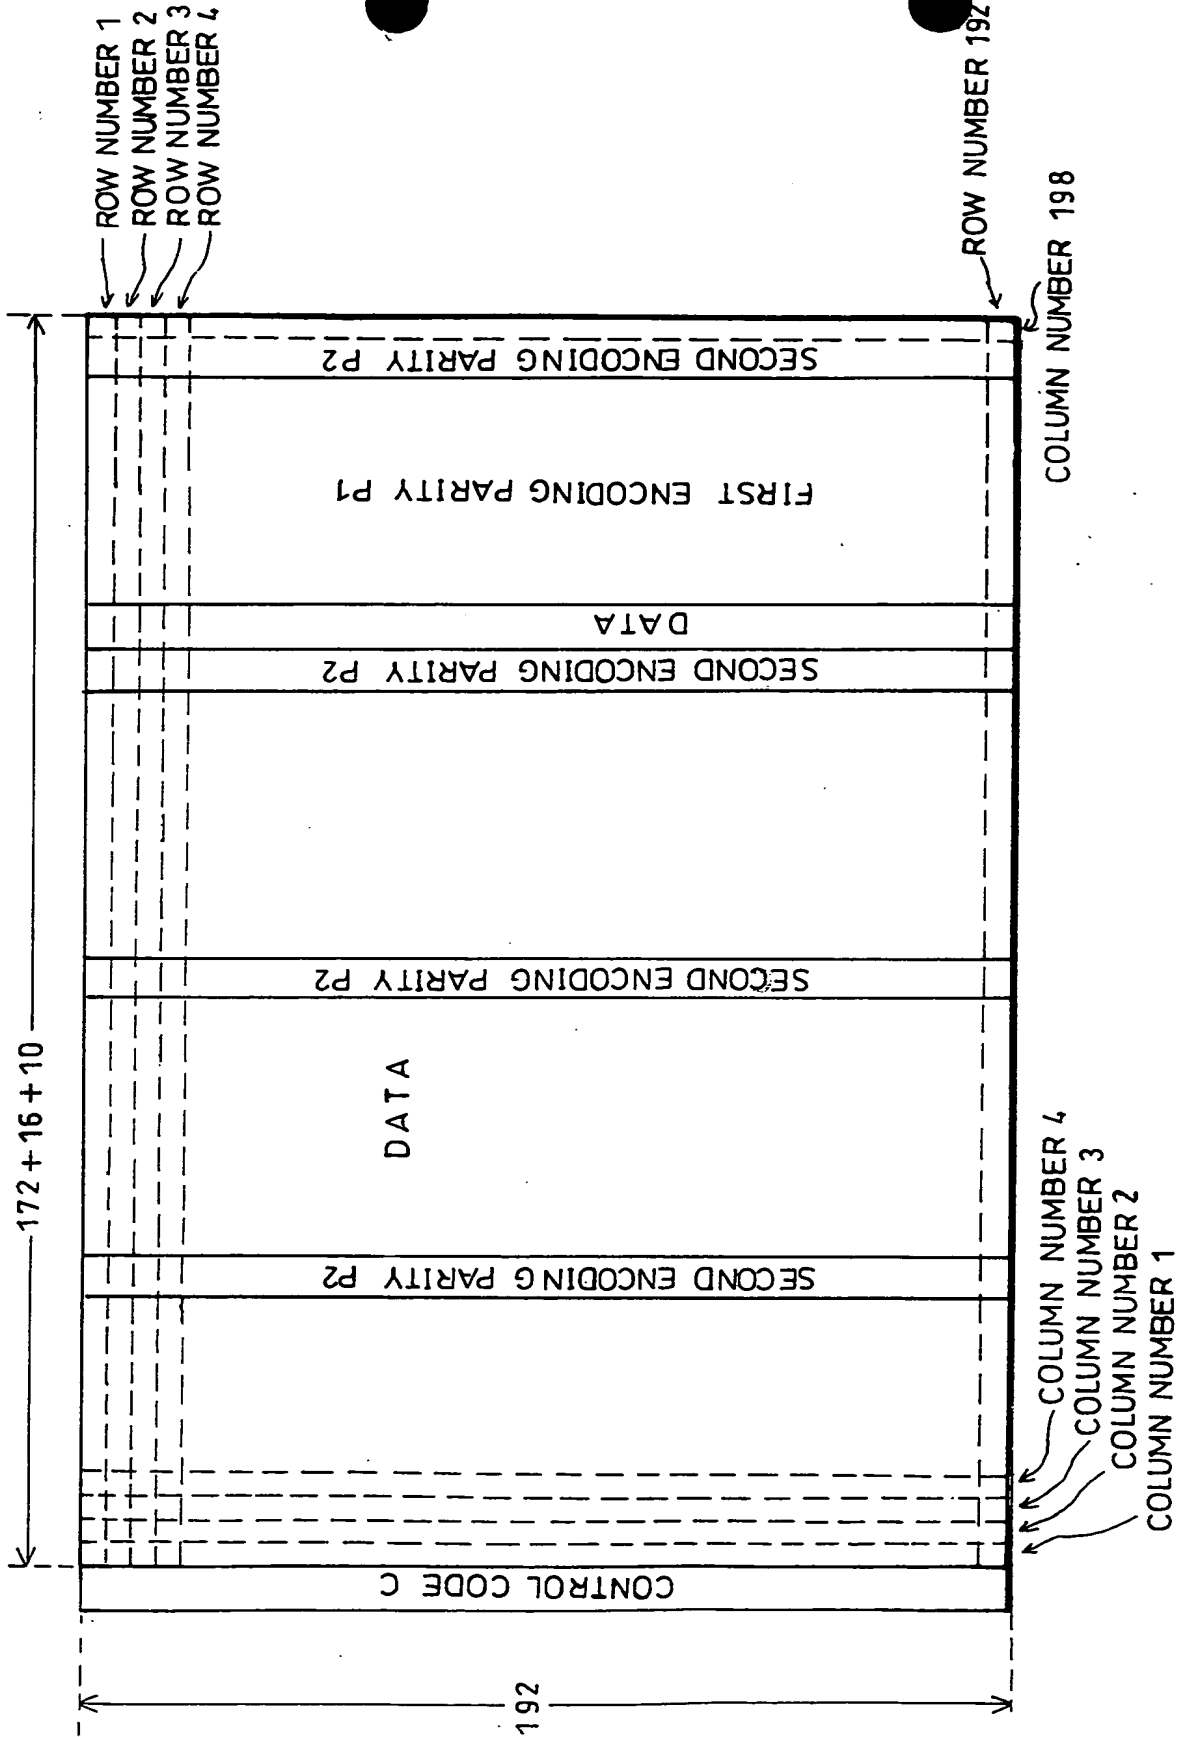 172 + 16 + 10
ROW NUMBER 1
ROW NUMBER 2
ROW NUMBER 3
ROW NUMBER 4
192
CONTROL CODE C
SECOND ENCODING PARITY P2
DATA
SECOND ENCODING PARITY P2
SECOND ENCODING PARITY P2
DATA
FIRST ENCODING PARITY P1
SECOND ENCODING PARITY P2
ROW NUMBER 192
COLUMN NUMBER 198
COLUMN NUMBER 4
COLUMN NUMBER 3
COLUMN NUMBER 2
COLUMN NUMBER 1